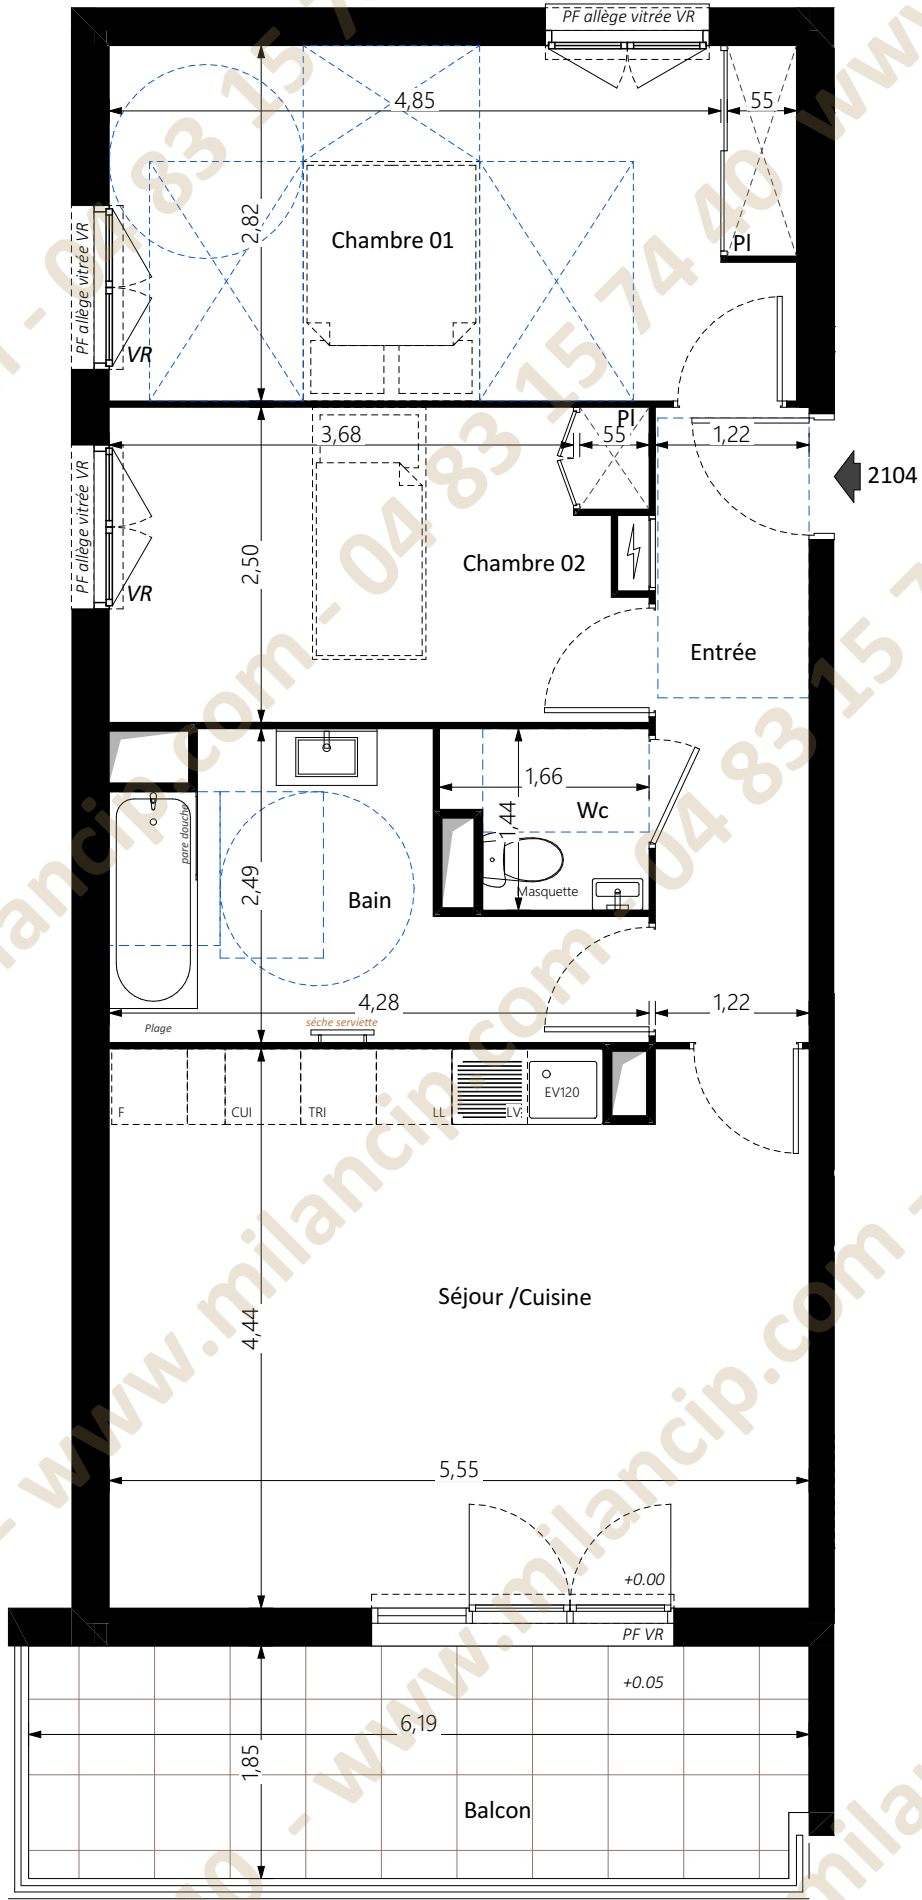 PF allège vitrée VR
4,85
55
2,82
Chambre 01
Pl
PF allège vitrée VR
VR
3,68
Pl
55
1,22
2104
PF allège vitrée VR
2,50
Chambre 02
VR
Entrée
1,66
Wc
1,44
pare douche
2,49
Bain
Masquette
4,28
1,22
Plage
séche serviette
F
CUI
TRI
LL
LV
EV120
Séjour /Cuisine
4,44
5,55
+0.00
PF VR
+0.05
6,19
1,85
Balcon
www.milancip.com - 04 83 15 74 40